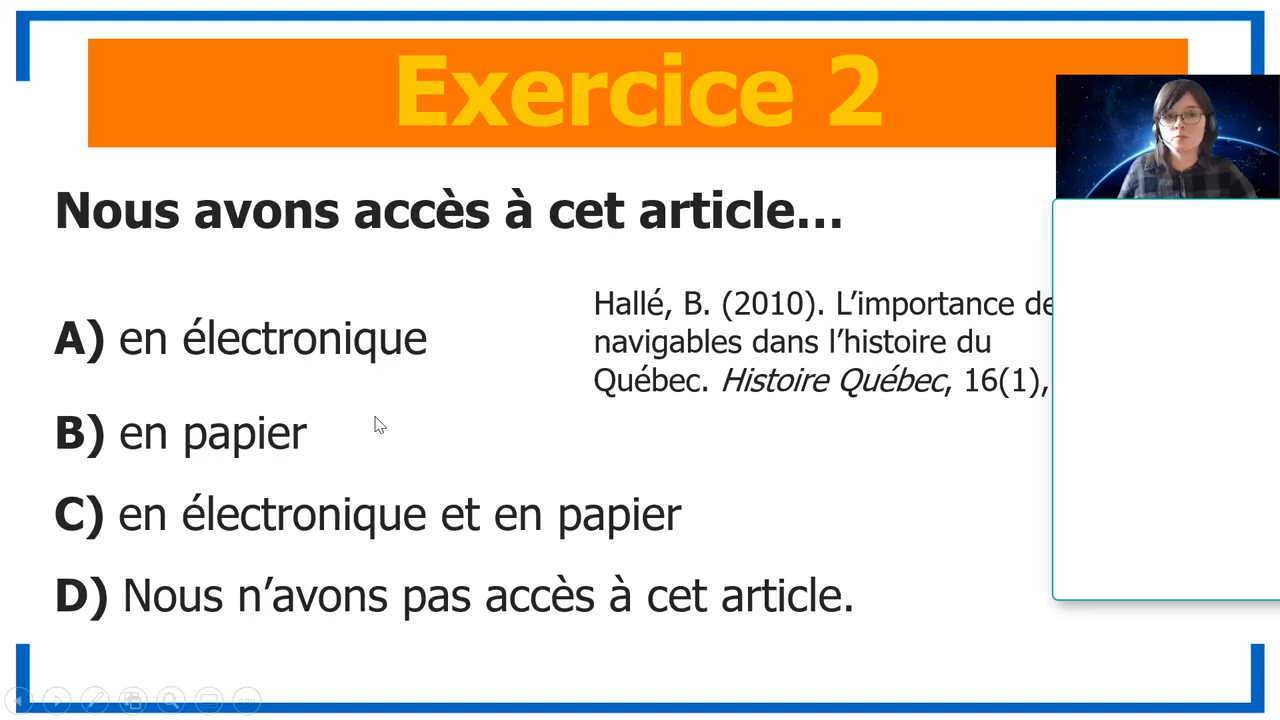 Exercice 2
Nous avons accès à cet article...
A) en électronique
B) en papier
C) en électronique et en papier
D) Nous n’avons pas accès à cet article.
Hallé, B. (2010). L’importance de
navigables dans l’histoire du
Québec. Histoire Québec, 16(1),